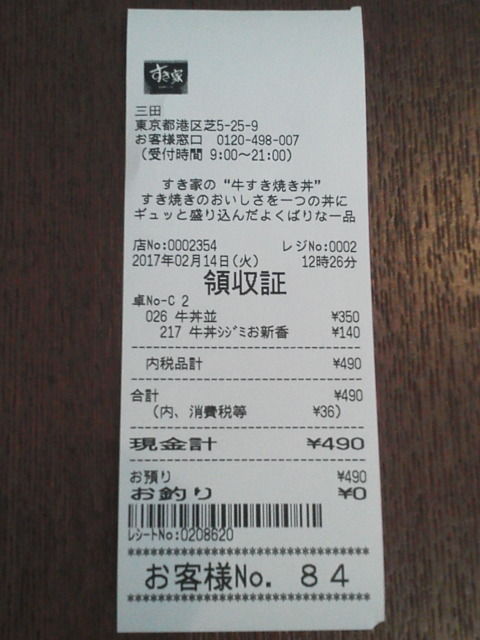 すき家
三田
東京都港区芝5-25-9
お客様窓口 0120-498-007
(受付時間 9:00~21:00)
すき家の "牛すき焼き丼"
すき焼きのおいしさを一つの丼に
ギュッと盛り込んだよくばりな一品
店No:0002354 レジNo:0002
2017年02月14日(火) 12時26分
領収証
卓No-C 2
026 牛丼並 ¥350
217 牛丼シジミお新香 ¥140
内税品計 ¥490
合計 ¥490
(内、消費税等 ¥36)
現金計 ¥490
お預り ¥490
お釣り ¥0
レシートNo:0208620
お客様No. 84